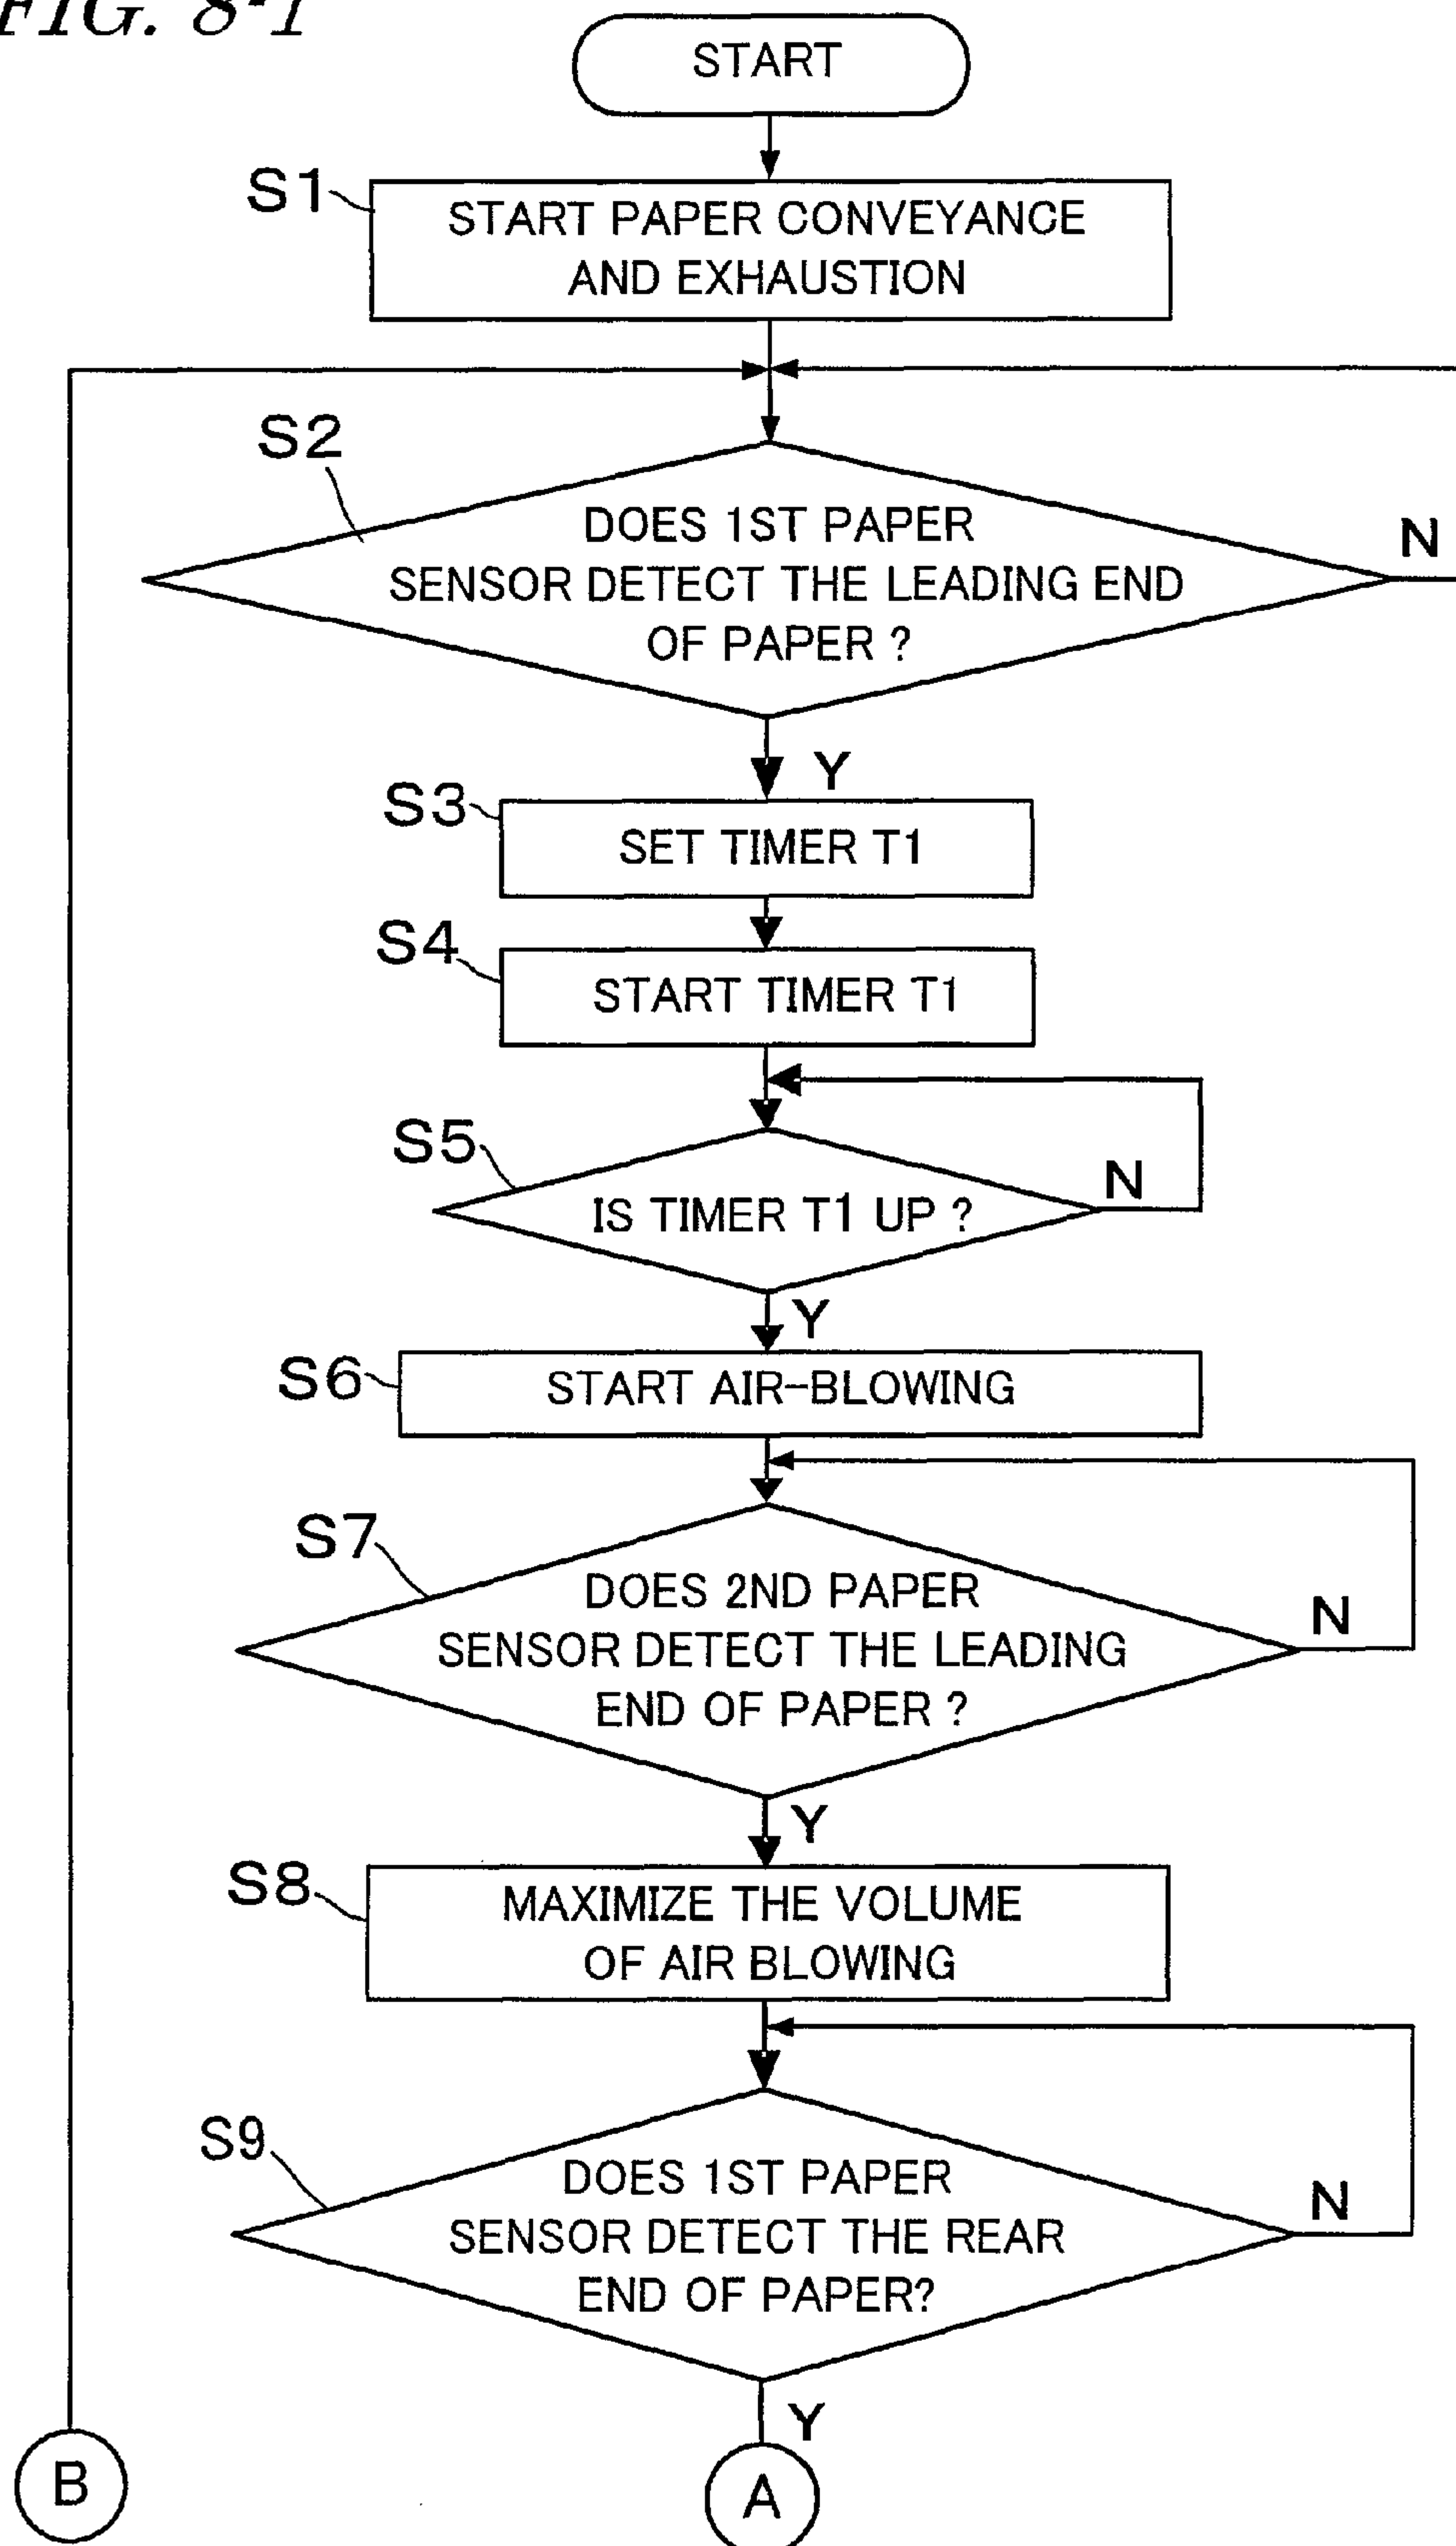 FIG. 8-1
START
S1
START PAPER CONVEYANCE
AND EXHAUSTION
S2
DOES 1ST PAPER
SENSOR DETECT THE LEADING END
OF PAPER ?
N
Y
S3
SET TIMER T1
S4
START TIMER T1
S5
IS TIMER T1 UP ?
N
Y
S6
START AIR-BLOWING
S7
DOES 2ND PAPER
SENSOR DETECT THE LEADING
END OF PAPER ?
N
Y
S8
MAXIMIZE THE VOLUME
OF AIR BLOWING
S9
DOES 1ST PAPER
SENSOR DETECT THE REAR
END OF PAPER?
N
Y
B
A